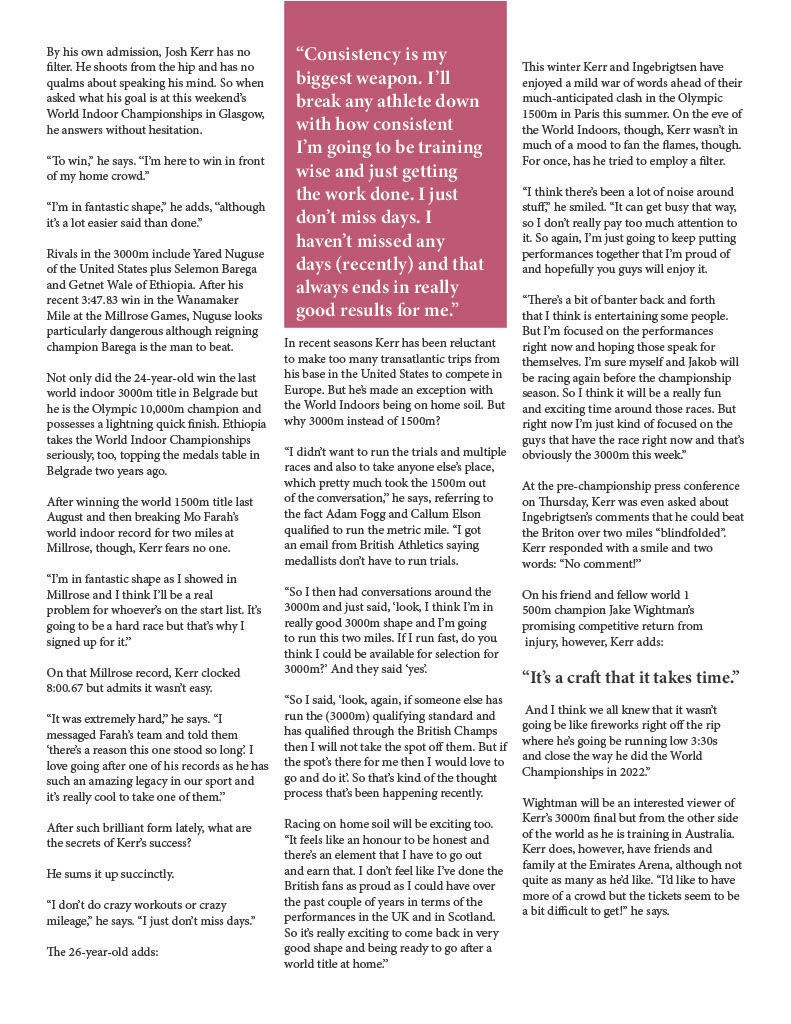 By his own admission, Josh Kerr has no
filter. He shoots from the hip and has no
qualms about speaking his mind. So when
asked what his goal is at this weekend’s
World Indoor Championships in Glasgow,
he answers without hesitation.
“To win,” he says. “I’m here to win in front
of my home crowd.”
“I’m in fantastic shape,” he adds, “although
it’s a lot easier said than done.”
Rivals in the 3000m include Yared Nuguse
of the United States plus Selemon Barega
and Getnet Wale of Ethiopia. After his
recent 3:47.83 win in the Wanamaker
Mile at the Millrose Games, Nuguse looks
particularly dangerous although reigning
champion Barega is the man to beat.
Not only did the 24-year-old win the last
world indoor 3000m title in Belgrade but
he is the Olympic 10,000m champion and
possesses a lightning quick finish. Ethiopia
takes the World Indoor Championships
seriously, too, topping the medals table in
Belgrade two years ago.
After winning the world 1500m title last
August and then breaking Mo Farah’s
world indoor record for two miles at
Millrose, though, Kerr fears no one.
“I’m in fantastic shape as I showed in
Millrose and I think I’ll be a real
problem for whoever’s on the start list. It’s
going to be a hard race but that’s why I
signed up for it.”
On that Millrose record, Kerr clocked
8:00.67 but admits it wasn’t easy.
“It was extremely hard,” he says. “I
messaged Farah’s team and told them
‘there’s a reason this one stood so long’. I
love going after one of his records as he has
such an amazing legacy in our sport and
it’s really cool to take one of them.”
After such brilliant form lately, what are
the secrets of Kerr’s success?
He sums it up succinctly.
“I don’t do crazy workouts or crazy
mileage,” he says. “I just don’t miss days.”
The 26-year-old adds:
“Consistency is my
biggest weapon. I’ll
break any athlete down
with how consistent
I’m going to be training
wise and just getting
the work done. I just
don’t miss days. I
haven’t missed any
days (recently) and that
always ends in really
good results for me.”
In recent seasons Kerr has been reluctant
to make too many transatlantic trips from
his base in the United States to compete in
Europe. But he’s made an exception with
the World Indoors being on home soil. But
why 3000m instead of 1500m?
“I didn’t want to run the trials and multiple
races and also to take anyone else’s place,
which pretty much took the 1500m out
of the conversation,” he says, referring to
the fact Adam Fogg and Callum Elson
qualified to run the metric mile. “I got
an email from British Athletics saying
medallists don’t have to run trials.
“So I then had conversations around the
3000m and just said, ‘look, I think I’m in
really good 3000m shape and I’m going
to run this two miles. If I run fast, do you
think I could be available for selection for
3000m?’ And they said ‘yes’.
“So I said, ‘look, again, if someone else has
run the (3000m) qualifying standard and
has qualified through the British Champs
then I will not take the spot off them. But if
the spot’s there for me then I would love to
go and do it’. So that’s kind of the thought
process that’s been happening recently.
Racing on home soil will be exciting too.
“It feels like an honour to be honest and
there’s an element that I have to go out
and earn that. I don’t feel like I’ve done the
British fans as proud as I could have over
the past couple of years in terms of the
performances in the UK and in Scotland.
So it’s really exciting to come back in very
good shape and being ready to go after a
world title at home.”
This winter Kerr and Ingebrigtsen have
enjoyed a mild war of words ahead of their
much-anticipated clash in the Olympic
1500m in Paris this summer. On the eve of
the World Indoors, though, Kerr wasn’t in
much of a mood to fan the flames, though.
For once, has he tried to employ a filter.
“I think there’s been a lot of noise around
stuff,” he smiled. “It can get busy that way,
so I don’t really pay too much attention to
it. So again, I’m just going to keep putting
performances together that I’m proud of
and hopefully you guys will enjoy it.
“There’s a bit of banter back and forth
that I think is entertaining some people.
But I’m focused on the performances
right now and hoping those speak for
themselves. I’m sure myself and Jakob will
be racing again before the championship
season. So I think it will be a really fun
and exciting time around those races. But
right now I’m just kind of focused on the
guys that have the race right now and that’s
obviously the 3000m this week.”
At the pre-championship press conference
on Thursday, Kerr was even asked about
Ingebrigtsen’s comments that he could beat
the Briton over two miles “blindfolded”.
Kerr responded with a smile and two
words: “No comment!”
On his friend and fellow world 1
500m champion Jake Wightman’s
promising competitive return from
injury, however, Kerr adds:
“It’s a craft that it takes time.”
And I think we all knew that it wasn’t
going be like fireworks right off the rip
where he’s going be running low 3:30s
and close the way he did the World
Championships in 2022.”
Wightman will be an interested viewer of
Kerr’s 3000m final but from the other side
of the world as he is training in Australia.
Kerr does, however, have friends and
family at the Emirates Arena, although not
quite as many as he’d like. “I’d like to have
more of a crowd but the tickets seem to be
a bit difficult to get!” he says.